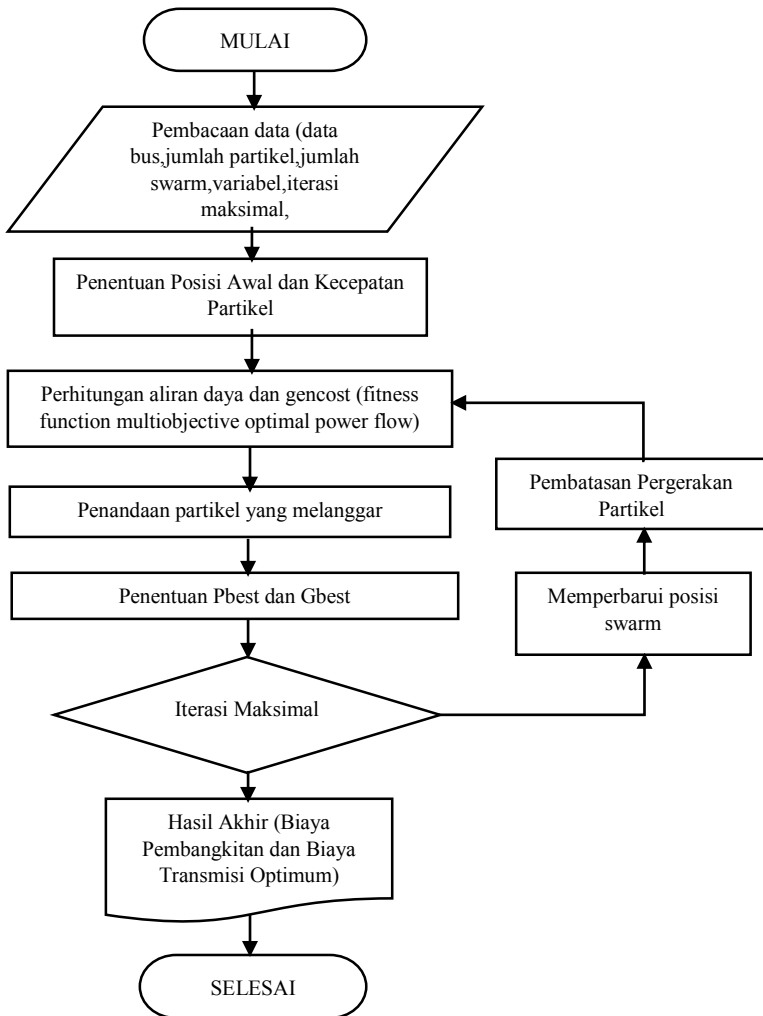 MULAI
Pembacaan data (data
bus,jumlah partikel,jumlah
swarm,variabel,iterasi
maksimal,
Penentuan Posisi Awal dan Kecepatan
Partikel
Perhitungan aliran daya dan gencost (fitness
function multiobjective optimal power flow)
Penandaan partikel yang melanggar
Penentuan Pbest dan Gbest
Iterasi Maksimal
Pembatasan Pergerakan
Partikel
Memperbarui posisi
swarm
Hasil Akhir (Biaya
Pembangkitan dan Biaya
Transmisi Optimum)
SELESAI